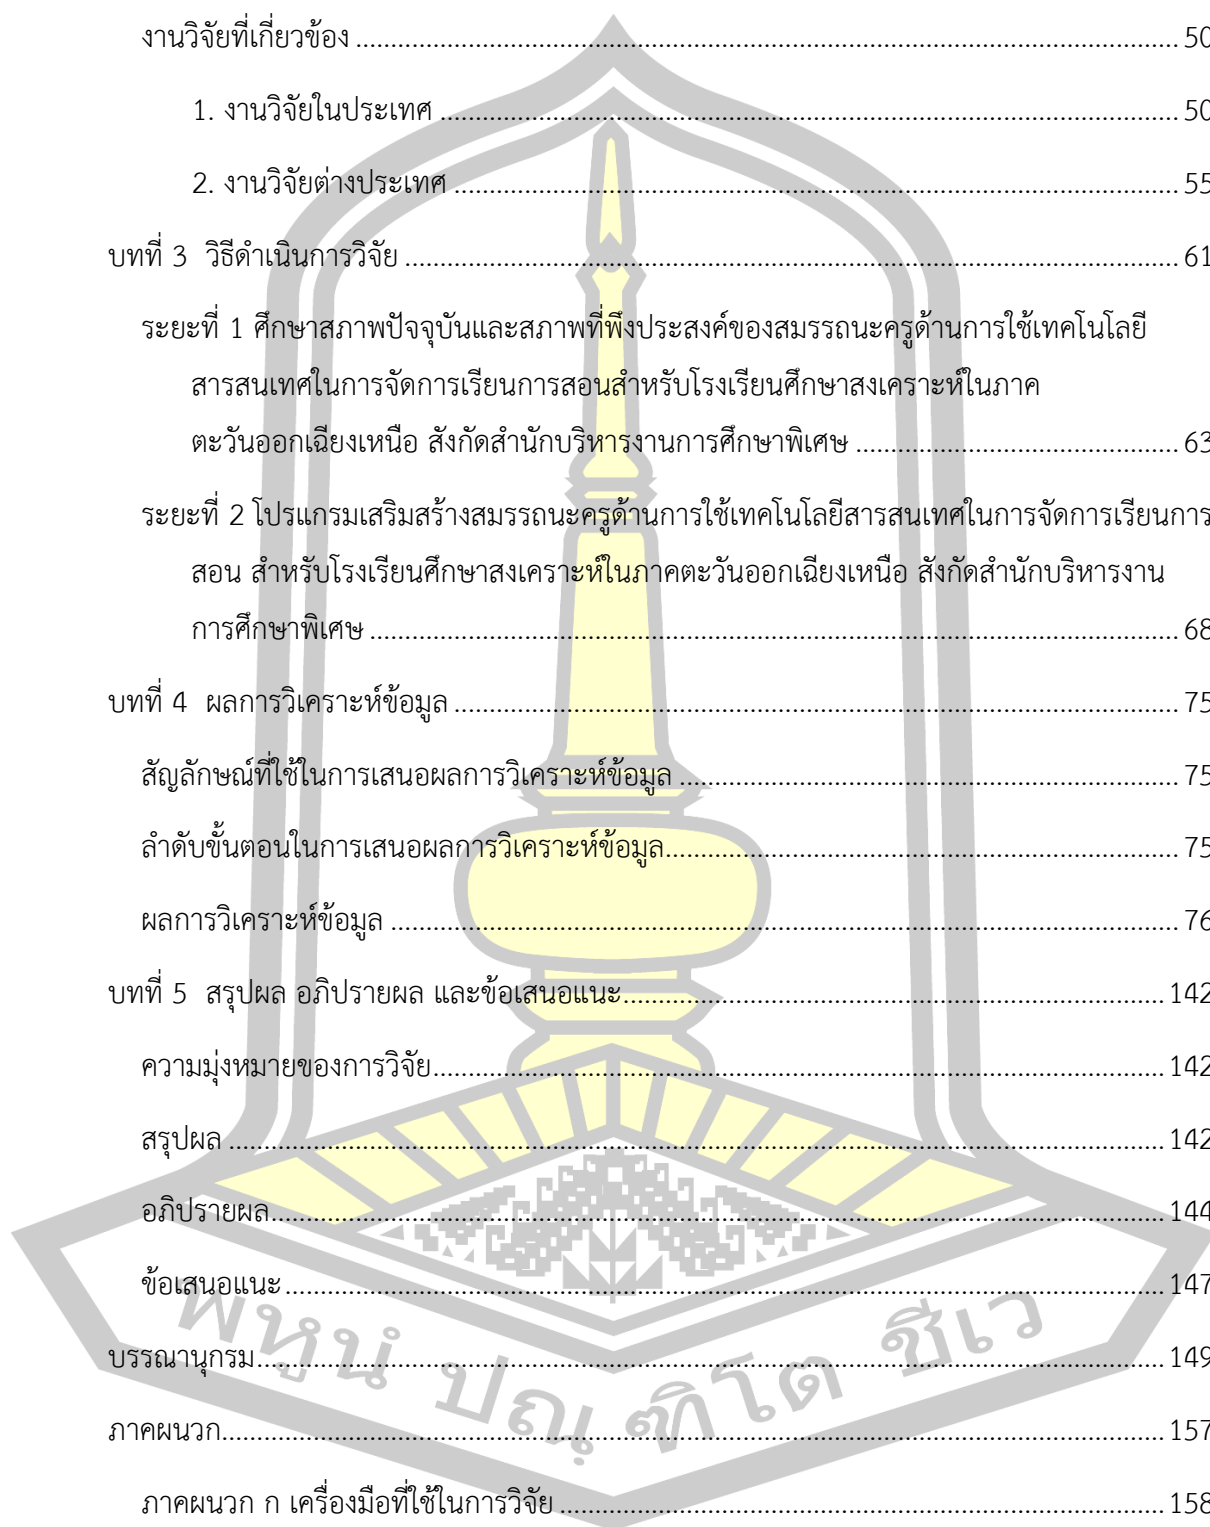 งานวิจัยที่เกี่ยวข้อง ........................................ 50
1. งานวิจัยในประเทศ ........................................ 50
2. งานวิจัยต่างประเทศ ........................................ 55
บทที่ 3 วิธีดำเนินการวิจัย ........................................ 61
ระยะที่ 1 ศึกษาสภาพปัจจุบันและสภาพที่พึงประสงค์ของสมรรถนะครูด้านการใช้เทคโนโลยี
สารสนเทศในการจัดการเรียนการสอนสำหรับโรงเรียนศึกษาสงเคราะห์ในภาค
ตะวันออกเฉียงเหนือ สังกัดสำนักบริหารงานการศึกษาพิเศษ ........................................ 63
ระยะที่ 2 โปรแกรมเสริมสร้างสมรรถนะครูด้านการใช้เทคโนโลยีสารสนเทศในการจัดการเรียนการ
สอน สำหรับโรงเรียนศึกษาสงเคราะห์ในภาคตะวันออกเฉียงเหนือ สังกัดสำนักบริหารงาน
การศึกษาพิเศษ ........................................ 68
บทที่ 4 ผลการวิเคราะห์ข้อมูล ........................................ 75
สัญลักษณ์ที่ใช้ในการเสนอผลการวิเคราะห์ข้อมูล ........................................ 75
ลำดับขั้นตอนในการเสนอผลการวิเคราะห์ข้อมูล........................................ 75
ผลการวิเคราะห์ข้อมูล ........................................ 76
บทที่ 5 สรุปผล อภิปรายผล และข้อเสนอแนะ........................................ 142
ความมุ่งหมายของการวิจัย........................................ 142
สรุปผล ........................................ 142
อภิปรายผล........................................ 144
ข้อเสนอแนะ........................................ 147
บรรณานุกรม........................................ 149
ภาคผนวก........................................ 157
ภาคผนวก ก เครื่องมือที่ใช้ในการวิจัย ........................................ 158
พหูนํ ปณฺฑิโต ชีเว